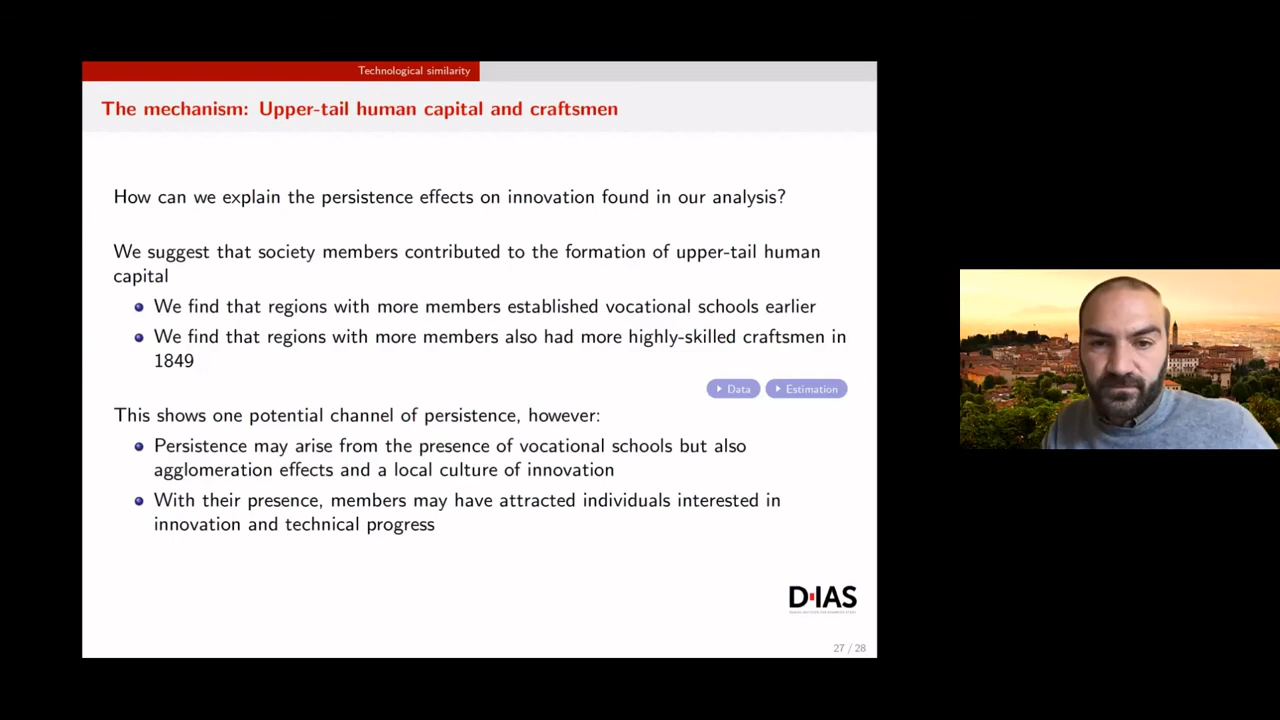 Technological similarity
The mechanism: Upper-tail human capital and craftsmen
How can we explain the persistence effects on innovation found in our analysis?
We suggest that society members contributed to the formation of upper-tail human
capital
We find that regions with more members established vocational schools earlier
We find that regions with more members also had more highly-skilled craftsmen in
1849
Data
Estimation
This shows one potential channel of persistence, however:
Persistence may arise from the presence of vocational schools but also
agglomeration effects and a local culture of innovation
With their presence, members may have attracted individuals interested in
innovation and technical progress
D·IAS
27 / 28